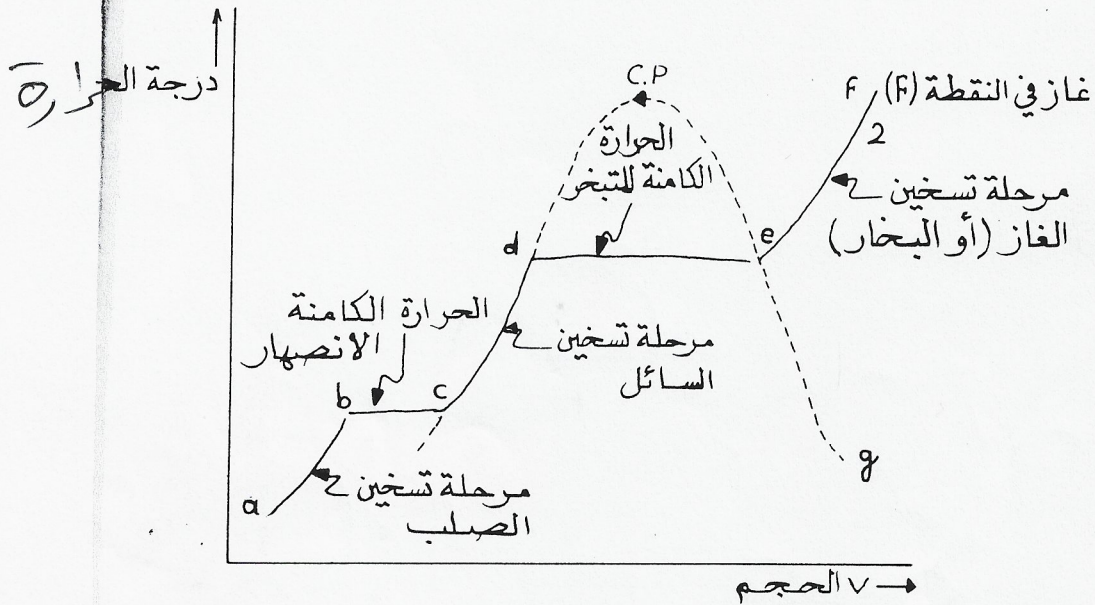 درجة الحرارة
C.P
F (F) غاز في النقطة
2
الحرارة
الكامنة للتبخر
مرحلة تسخين
الغاز (أو البخار)
d
e
الحرارة الكامنة
الانصهار
مرحلة تسخين
السائل
b
c
g
a
مرحلة تسخين
الصلب
الحجم V